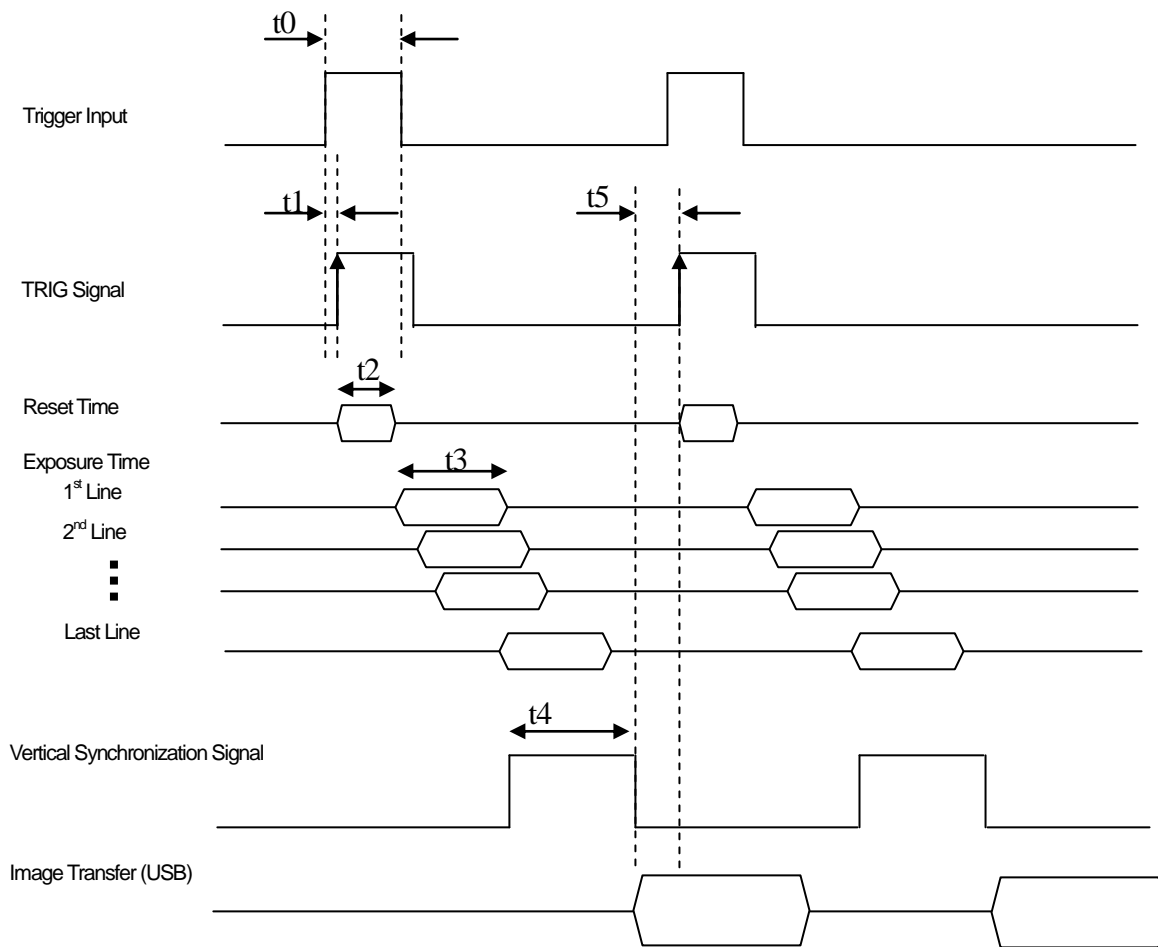 t0
Trigger Input
t1
t5
TRIG Signal
t2
Reset Time
Exposure Time
t3
1st Line
2nd Line
Last Line
t4
Vertical Synchronization Signal
Image Transfer (USB)